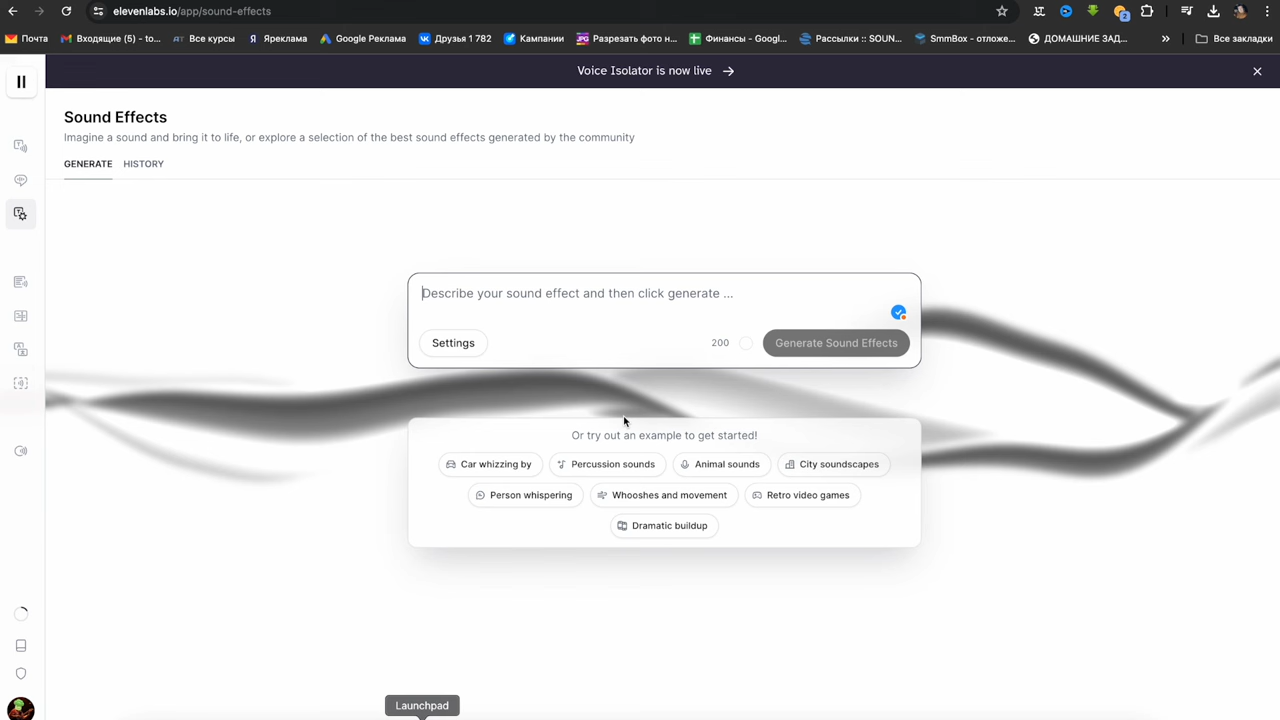 elevenlabs.io/app/sound-effects
2
Почта
Входящие (5) – to...
Все курсы
Яреклама
Google Реклама
Друзья 1 782
Кампании
JPG Разрезать фото н...
Финансы – Googl...
Рассылки :: SOUN...
SmmBox – отложе...
ДОМАШНИЕ ЗАД...
Все закладки
Voice Isolator is now live
Sound Effects
Imagine a sound and bring it to life, or explore a selection of the best sound effects generated by the community
GENERATE HISTORY
Describe your sound effect and then click generate ...
Settings 200 Generate Sound Effects
Or try out an example to get started!
Car whizzing by Percussion sounds Animal sounds City soundscapes
Person whispering Whooshes and movement Retro video games
Dramatic buildup
Launchpad